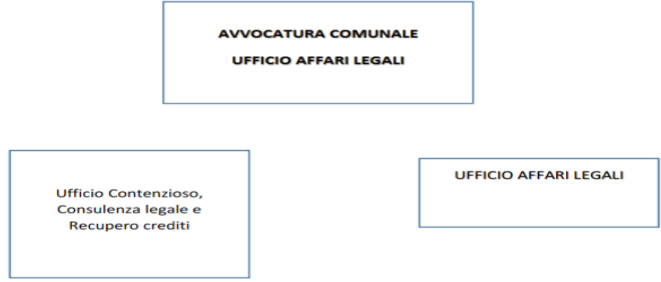 AVVOCATURA COMUNALE
UFFICIO AFFARI LEGALI
Ufficio Contenzioso,
Consulenza legale e
Recupero crediti
UFFICIO AFFARI LEGALI